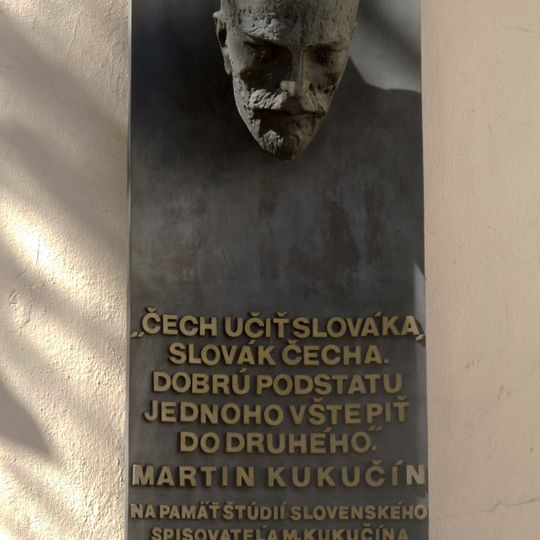 „ČECH UČIŤ SLOVÁKA,
SLOVÁK ČECHA.
DOBRÚ PODSTATU
JEDNOHO VŠTEPIŤ
DO DRUHÉHO“.
MARTIN KUKUČÍN
NA PAMÄŤ ŠTÚDIÍ SLOVENSKÉHO
SPISOVATEĽA M. KUKUČÍNA